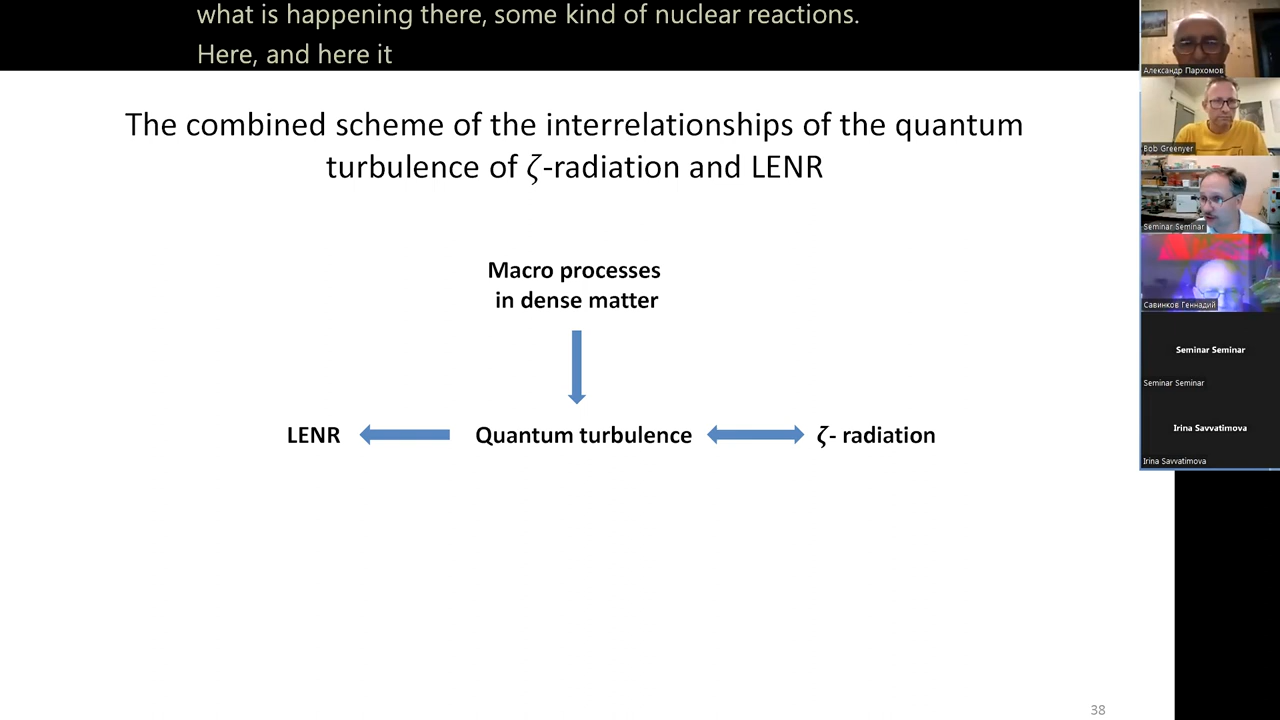 what is happening there, some kind of nuclear reactions.
Here, and here it
The combined scheme of the interrelationships of the quantum
turbulence of ζ-radiation and LENR
Macro processes
in dense matter
LENR
Quantum turbulence
ζ- radiation
38
Александр Пархомов
Bob Greenyer
Seminar Seminar
Савинков Геннадий
Seminar Seminar
Seminar Seminar
Irina Savvatimova
Irina Savvatimova